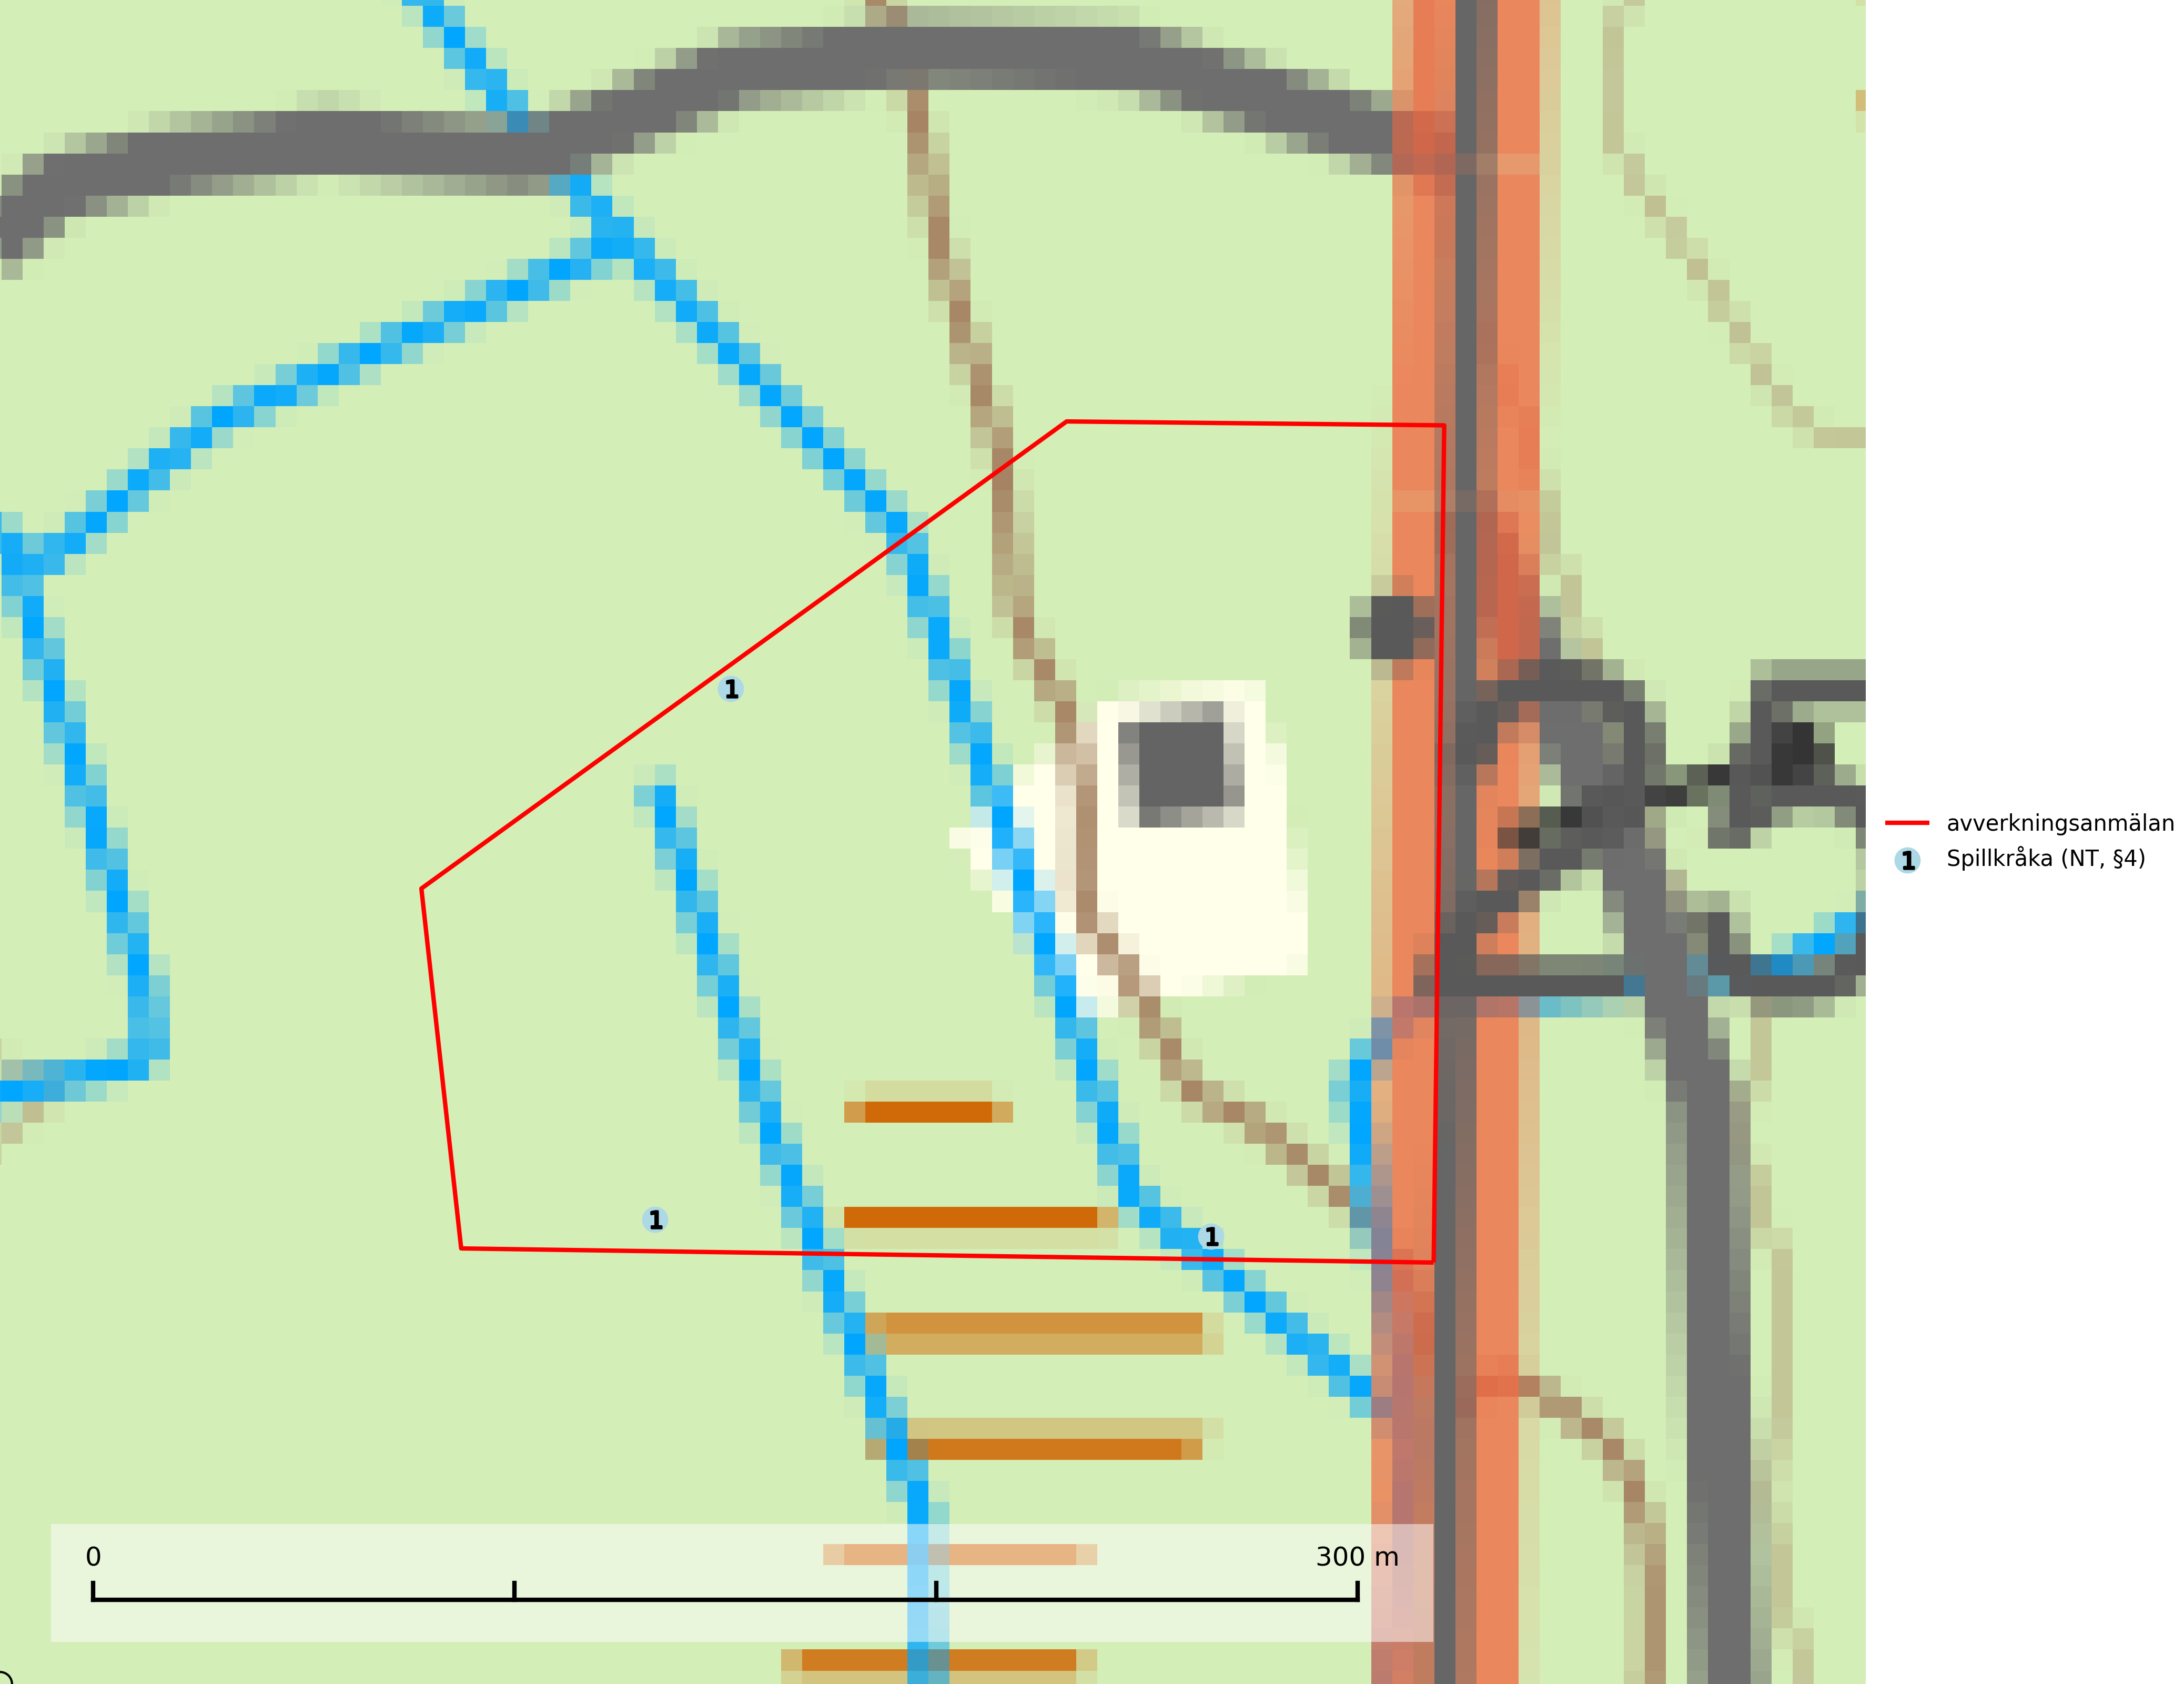 1
avverkningsanmälan
1 Spillkråka (NT, §4)
1
1
0 300 m